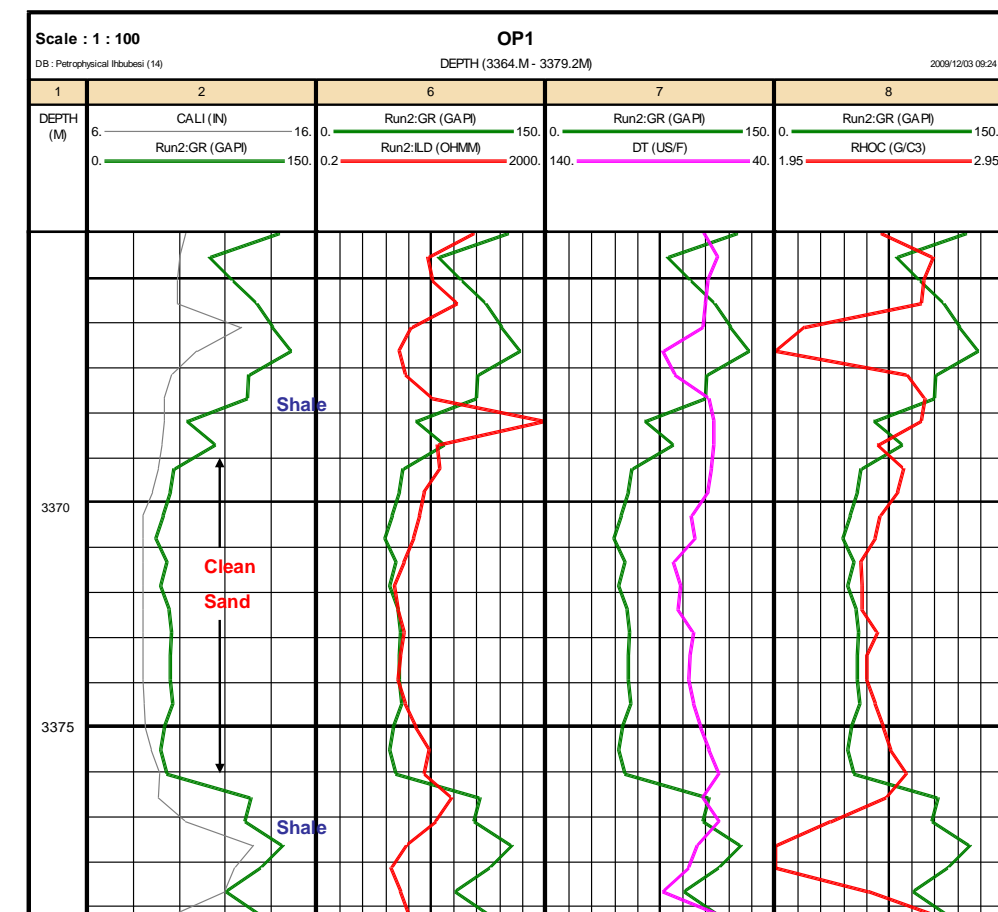 Scale : 1 : 100
OP1
DB : Petrophysical Ihbubesi (14)
DEPTH (3364.M - 3379.2M)
2009/12/03 09:24
1 2 6 7 8
DEPTH (M)
CALI (IN)
6. 16.
Run2:GR (GAPI)
0. 150.
Run2:GR (GAPI)
0. 150.
Run2:ILD (OHMM)
0.2 2000.
Run2:GR (GAPI)
0. 150.
DT (US/F)
140. 40.
Run2:GR (GAPI)
0. 150.
RHOC (G/C3)
1.95 2.95
Shale
3370
Clean
Sand
3375
Shale